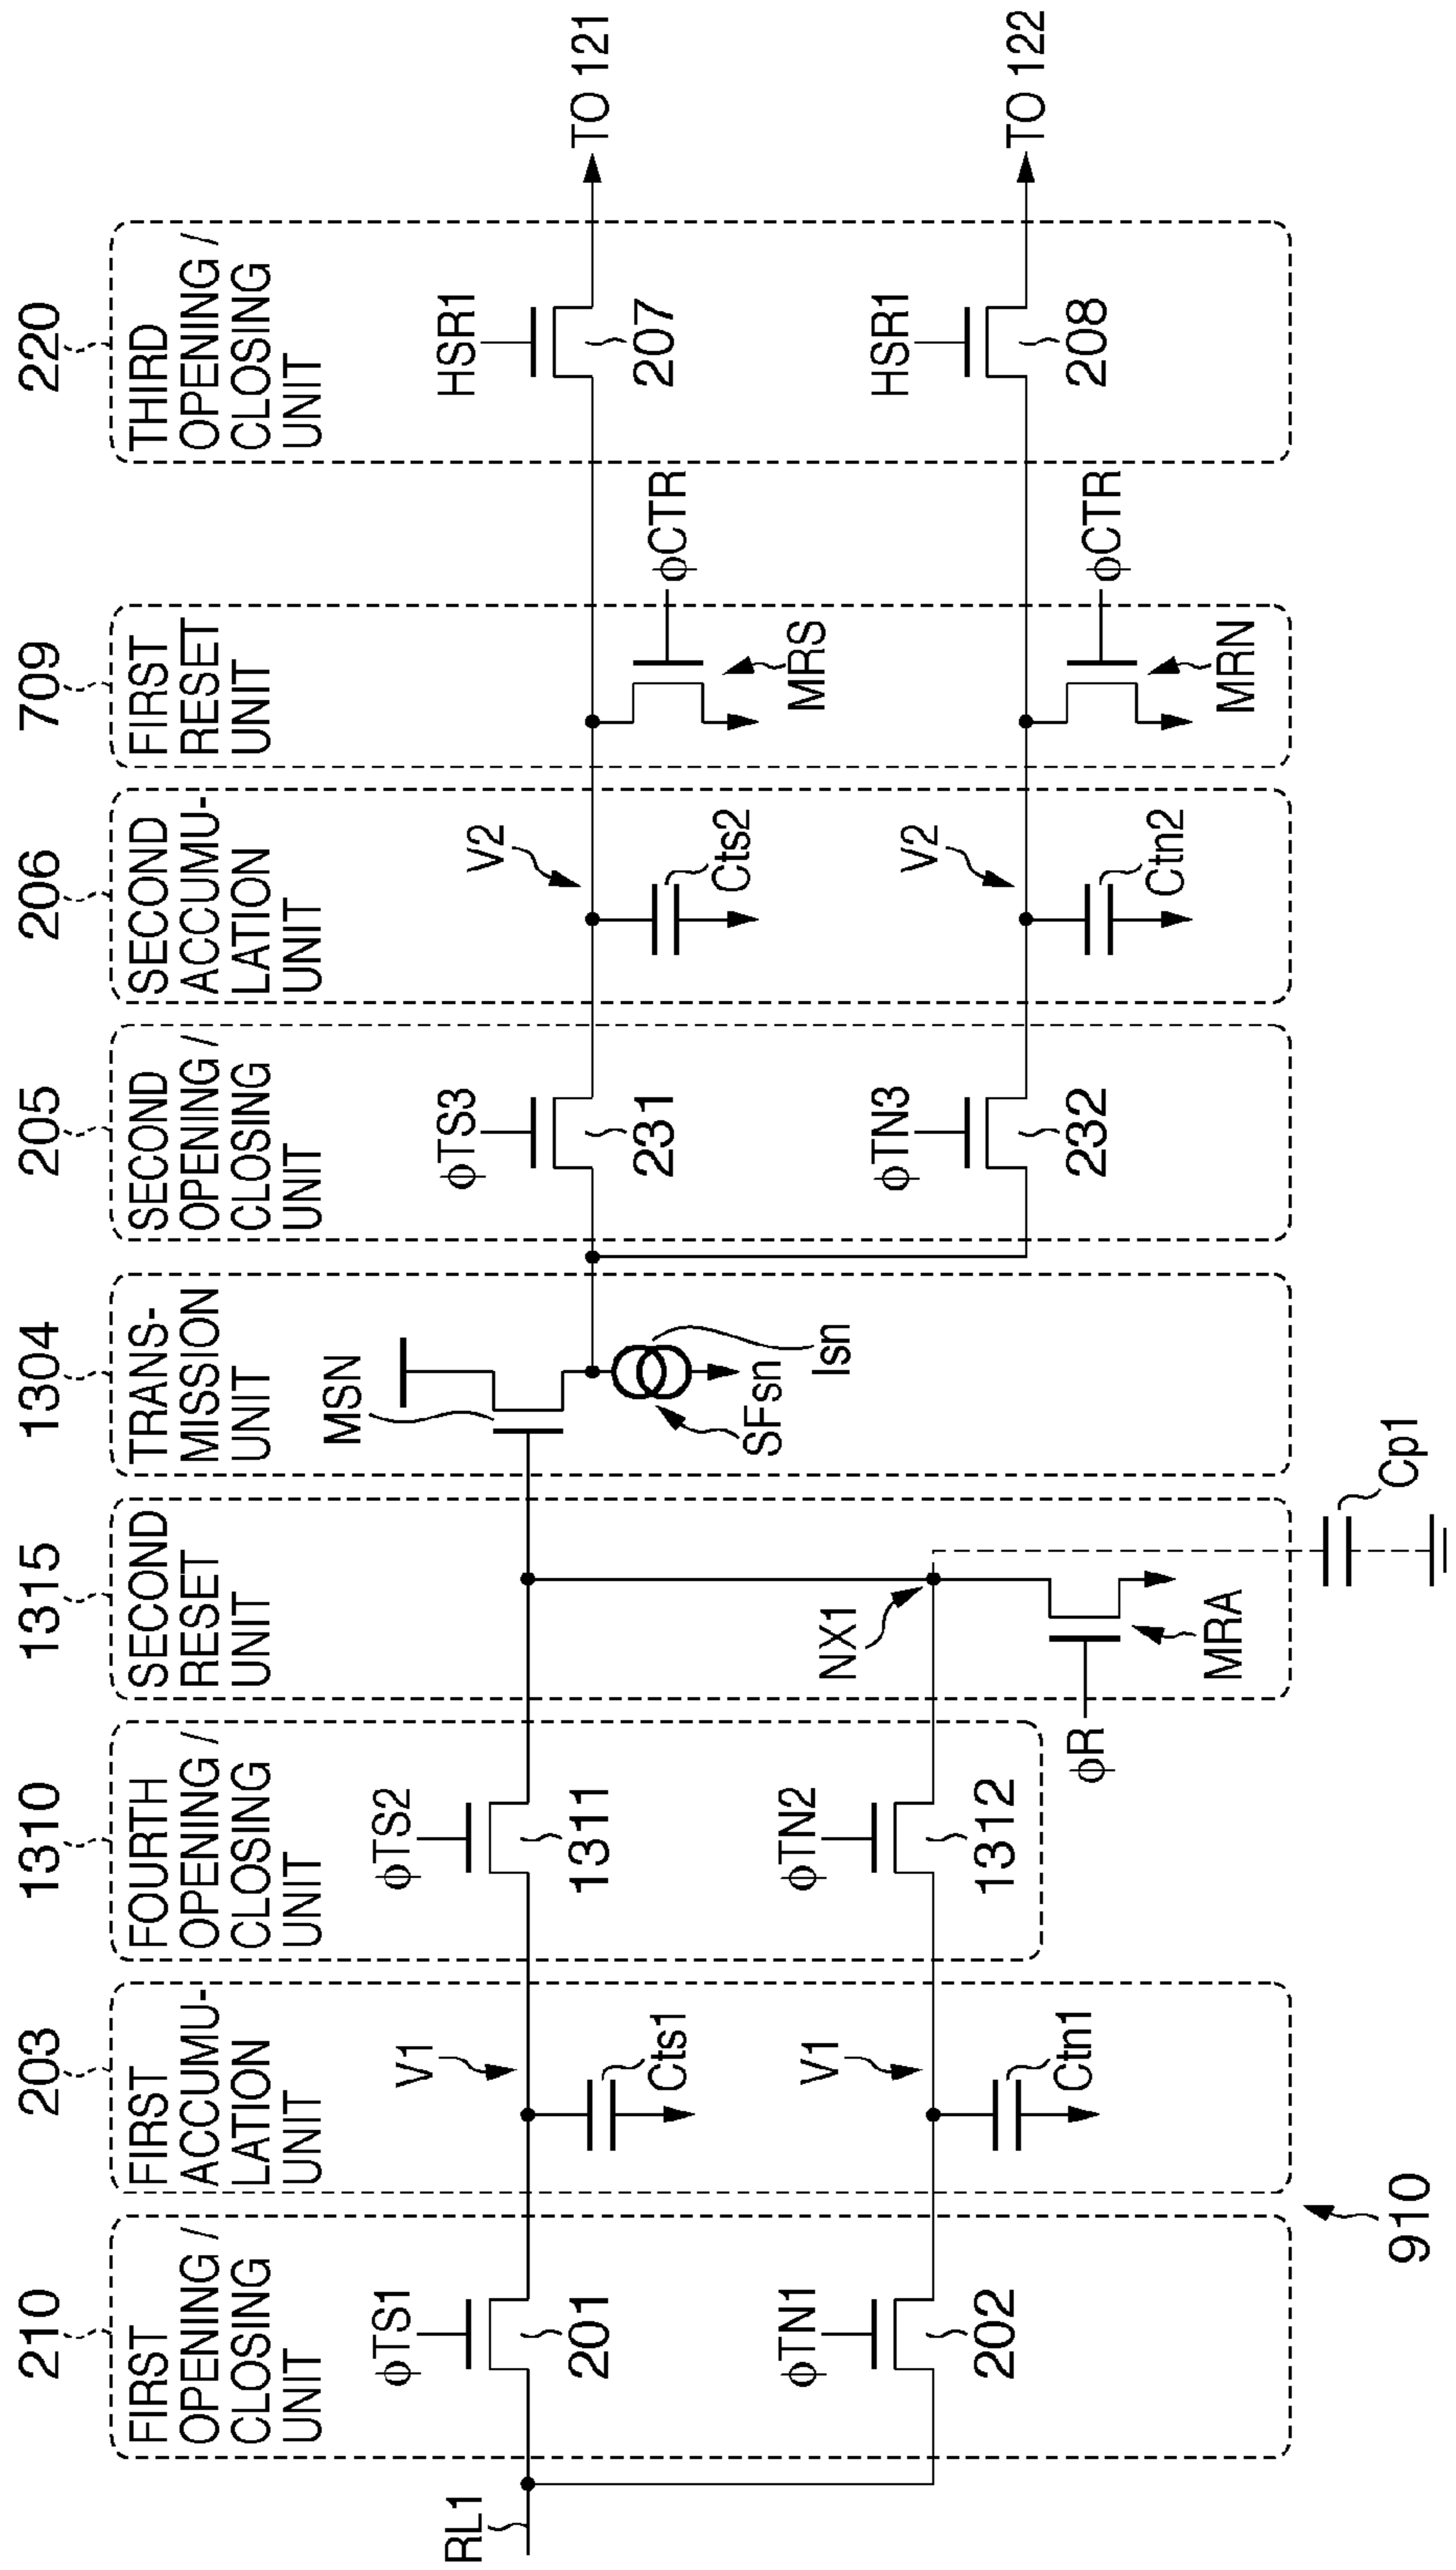 210
FIRST
OPENING /
CLOSING
UNIT
203
FIRST
ACCUMU-
LATION
UNIT
1310
FOURTH
OPENING /
CLOSING
UNIT
1315
SECOND
RESET
UNIT
1304
TRANS-
MISSION
UNIT
205
SECOND
OPENING /
CLOSING
UNIT
206
SECOND
ACCUMU-
LATION
UNIT
709
FIRST
RESET
UNIT
220
THIRD
OPENING /
CLOSING
UNIT
RL1
ϕTS1
201
ϕTN1
202
V1
Cts1
V1
Ctn1
ϕTS2
1311
ϕTN2
1312
NX1
ϕR
MRA
Cp1
MSN
SFsn
Isn
ϕTS3
231
ϕTN3
232
V2
Cts2
V2
Ctn2
ϕCTR
MRS
ϕCTR
MRN
HSR1
207
HSR1
208
TO 121
TO 122
910